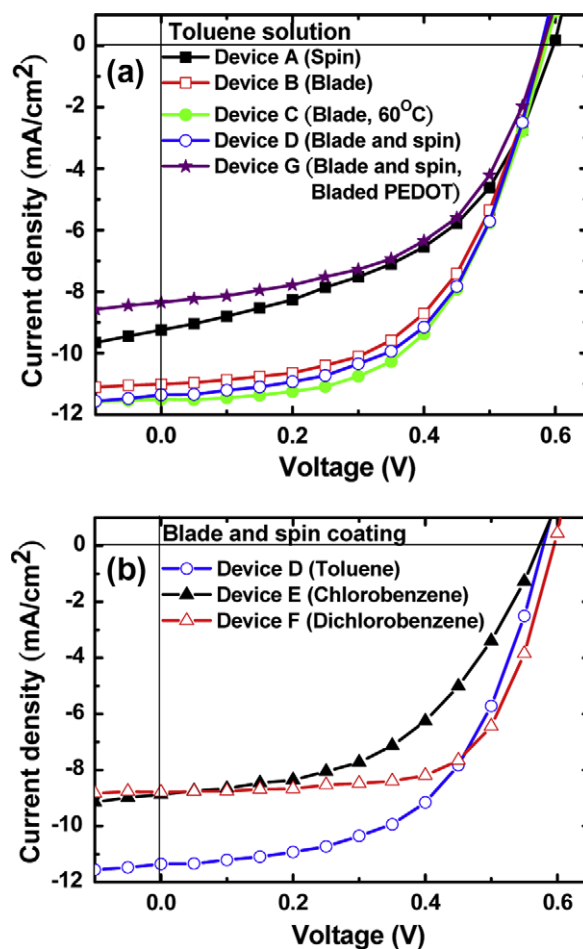 Toluene solution
(a)
Device A (Spin)
Device B (Blade)
Device C (Blade, 60⁰C)
Device D (Blade and spin)
Device G (Blade and spin,
Bladed PEDOT)
0
-2
-4
-6
-8
-10
-12
Current density (mA/cm²)
0.0 0.2 0.4 0.6
Voltage (V)
Blade and spin coating
(b)
Device D (Toluene)
Device E (Chlorobenzene)
Device F (Dichlorobenzene)
0
-2
-4
-6
-8
-10
-12
Current density (mA/cm²)
0.0 0.2 0.4 0.6
Voltage (V)